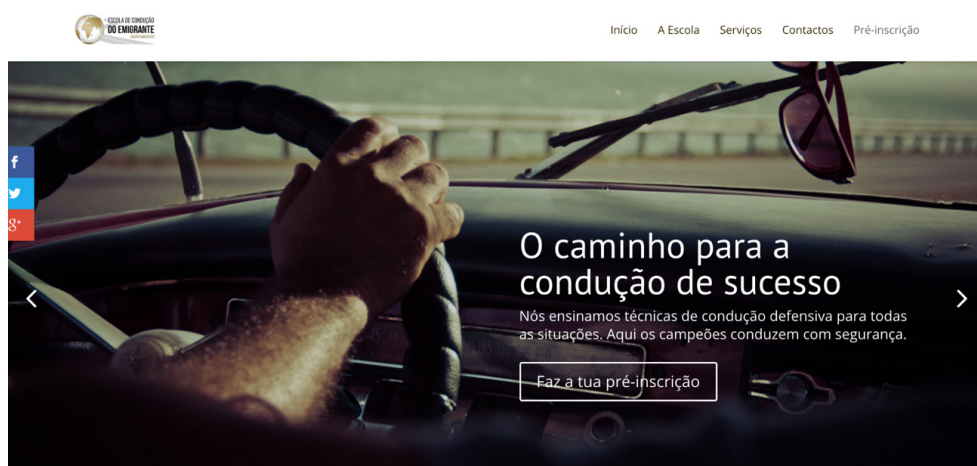 ESCOLA DE CONDUÇÃO
DO EMIGRANTE
Início A Escola Serviços Contactos Pré-inscrição
f
g+
O caminho para a
condução de sucesso
Nós ensinamos técnicas de condução defensiva para todas
as situações. Aqui os campeões conduzem com segurança.
Faz a tua pré-inscrição